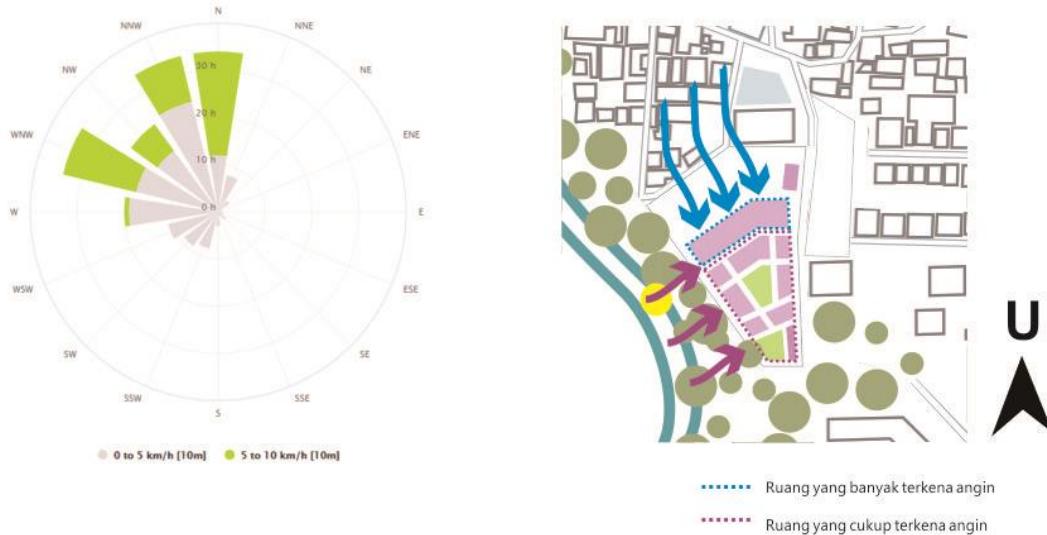 N
NNW
NNE
NW
NE
WNW
ENE
30 h
20 h
10 h
0 h
W
E
WSW
ESE
SW
SE
SSW
SSE
S
0 to 5 km/h [10m]
5 to 10 km/h [10m]
U
Ruang yang banyak terkena angin
Ruang yang cukup terkena angin